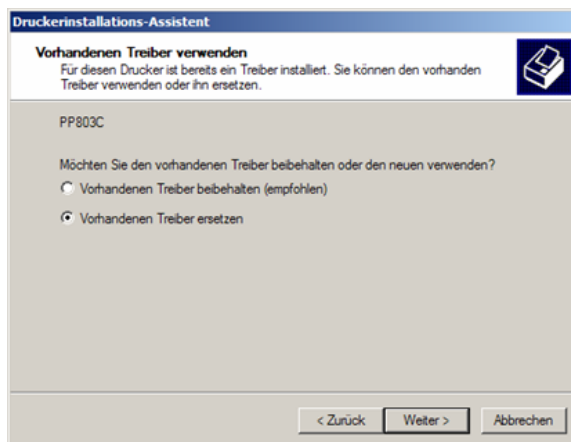 Druckerinstallations-Assistent
Vorhandenen Treiber verwenden
Für diesen Drucker ist bereits ein Treiber installiert. Sie können den vorhanden
Treiber verwenden oder ihn ersetzen.
PP803C
Möchten Sie den vorhandenen Treiber beibehalten oder den neuen verwenden?
Vorhandenen Treiber beibehalten (empfohlen)
Vorhandenen Treiber ersetzen
< Zurück Weiter > Abbrechen